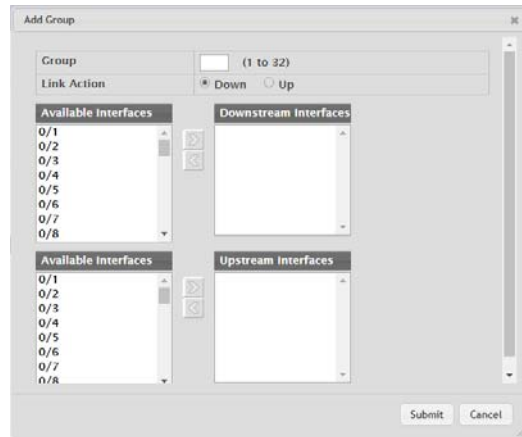 Add Group
Group (1 to 32)
Link Action Down Up
Available Interfaces Downstream Interfaces
0/1
0/2
0/3
0/4
0/5
0/6
0/7
0/8
Available Interfaces Upstream Interfaces
0/1
0/2
0/3
0/4
0/5
0/6
0/7
0/8
Submit Cancel